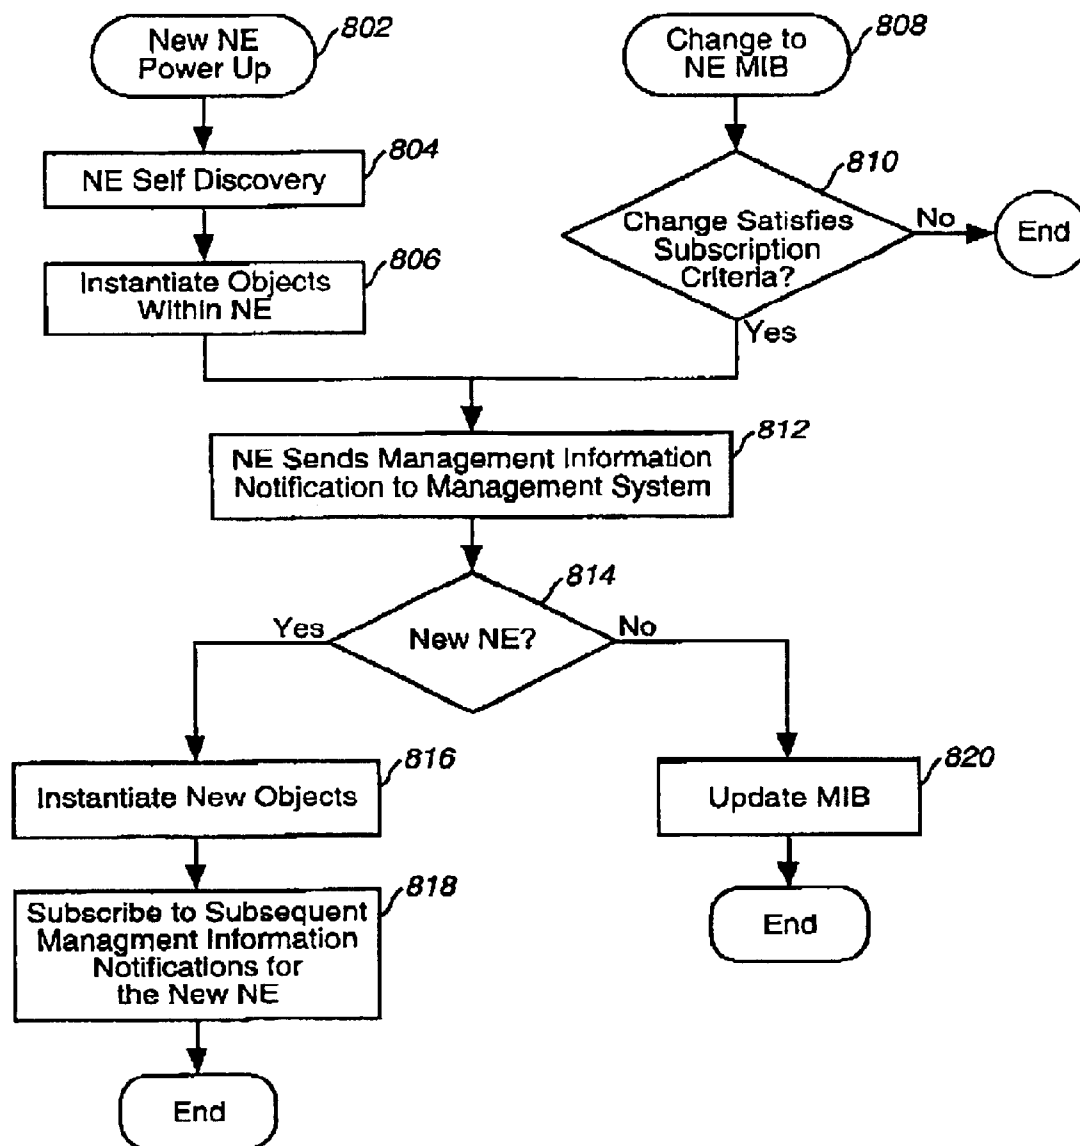 New NE
Power Up
802
NE Self Discovery
804
Instantiate Objects
Within NE
806
Change to
NE MIB
808
Change Satisfies
Subscription
Criteria?
810
No
End
Yes
NE Sends Management Information
Notification to Management System
812
New NE?
814
Yes
No
Instantiate New Objects
816
Subscribe to Subsequent
Managment Information
Notifications for
the New NE
818
End
Update MIB
820
End